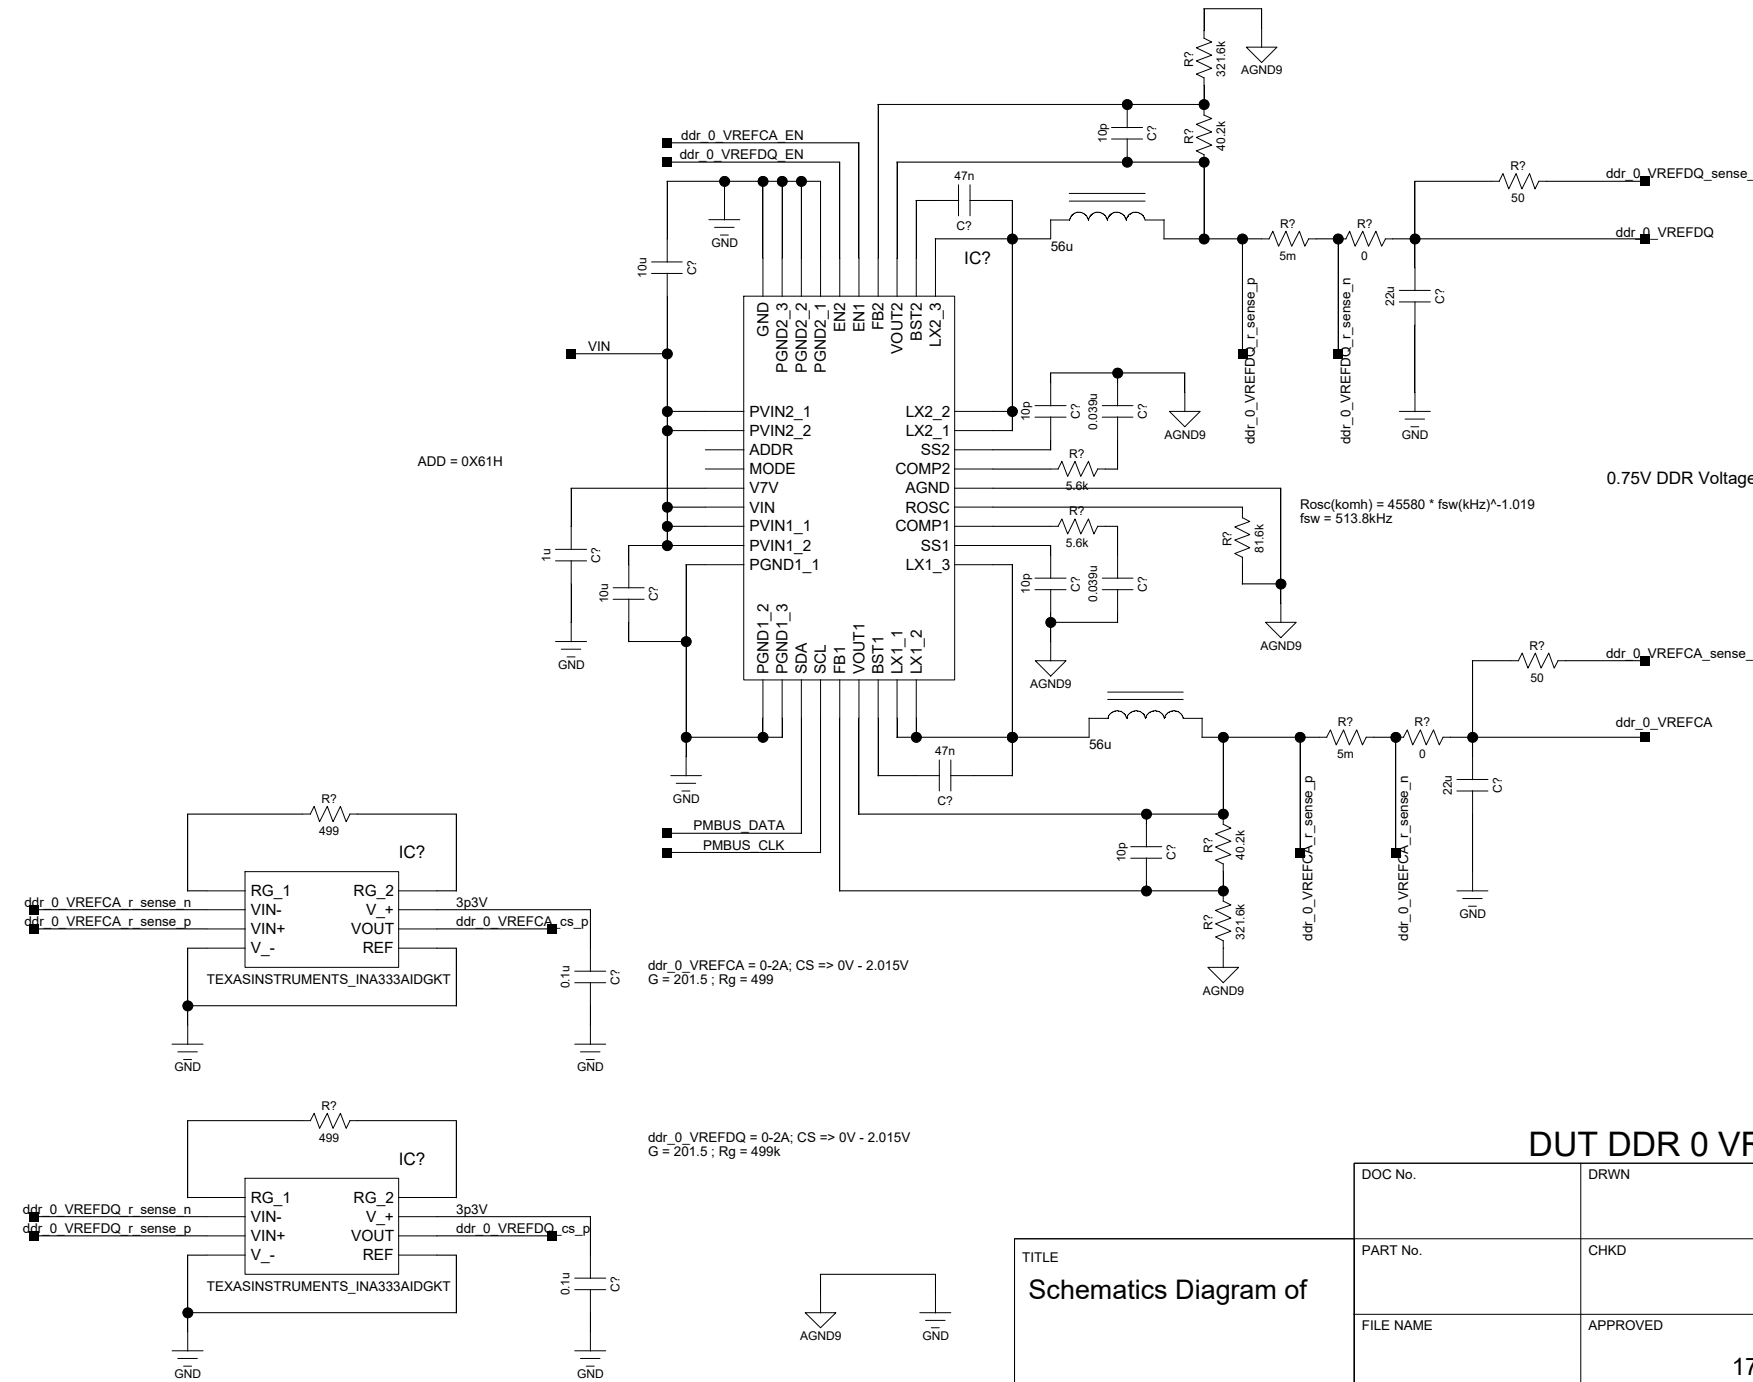 R?
321.6k
AGND9
10p
C?
R?
40.2k
ddr_0_VREFCA_EN
ddr_0_VREFDQ_EN
GND
10u
C?
47n
C?
IC?
56u
R?
50
ddr_0_VREFDQ_sense_
R?
5m
R?
0
ddr_0_VREFDQ
ddr_0_VREFDQ_r_sense_p
ddr_0_VREFDQ_r_sense_n
22u
C?
GND
VIN
GND
PGND2_3
PGND2_2
PGND2_1
EN2
EN1
FB2
VOUT2
BST2
LX2_3
PVIN2_1
PVIN2_2
ADDR
MODE
V7V
VIN
PVIN1_1
PVIN1_2
PGND1_1
LX2_2
LX2_1
SS2
COMP2
AGND
ROSC
COMP1
SS1
LX1_3
PGND1_2
PGND1_3
SDA
SCL
FB1
VOUT1
BST1
LX1_1
LX1_2
ADD = 0X61H
1u
C?
GND
10u
C?
GND
10p
C?
0.039u
C?
AGND9
R?
5.6k
R?
5.6k
10p
C?
0.039u
C?
AGND9
R?
81.6k
AGND9
Rosc(komh) = 45580 * fsw(kHz)^-1.019
fsw = 513.8kHz
0.75V DDR Voltage
R?
50
ddr_0_VREFCA_sense_
56u
R?
5m
R?
0
ddr_0_VREFCA
47n
C?
ddr_0_VREFCA_r_sense_p
ddr_0_VREFCA_r_sense_n
22u
C?
GND
PMBUS_DATA
PMBUS_CLK
10p
C?
R?
40.2k
R?
321.6k
AGND9
R?
499
IC?
RG_1
VIN-
VIN+
V_-
RG_2
V_+
VOUT
REF
ddr_0_VREFCA_r_sense_n
ddr_0_VREFCA_r_sense_p
3p3V
ddr_0_VREFCA_cs_p
TEXASINSTRUMENTS_INA333AIDGKT
0.1u
C?
GND
GND
ddr_0_VREFCA = 0-2A; CS => 0V - 2.015V
G = 201.5 ; Rg = 499
R?
499
IC?
RG_1
VIN-
VIN+
V_-
RG_2
V_+
VOUT
REF
ddr_0_VREFDQ_r_sense_n
ddr_0_VREFDQ_r_sense_p
3p3V
ddr_0_VREFDQ_cs_p
TEXASINSTRUMENTS_INA333AIDGKT
0.1u
C?
GND
GND
ddr_0_VREFDQ = 0-2A; CS => 0V - 2.015V
G = 201.5 ; Rg = 499k
AGND9
GND
DUT DDR 0 VR
DOC No.
DRWN
TITLE
Schematics Diagram of
PART No.
CHKD
FILE NAME
APPROVED
17